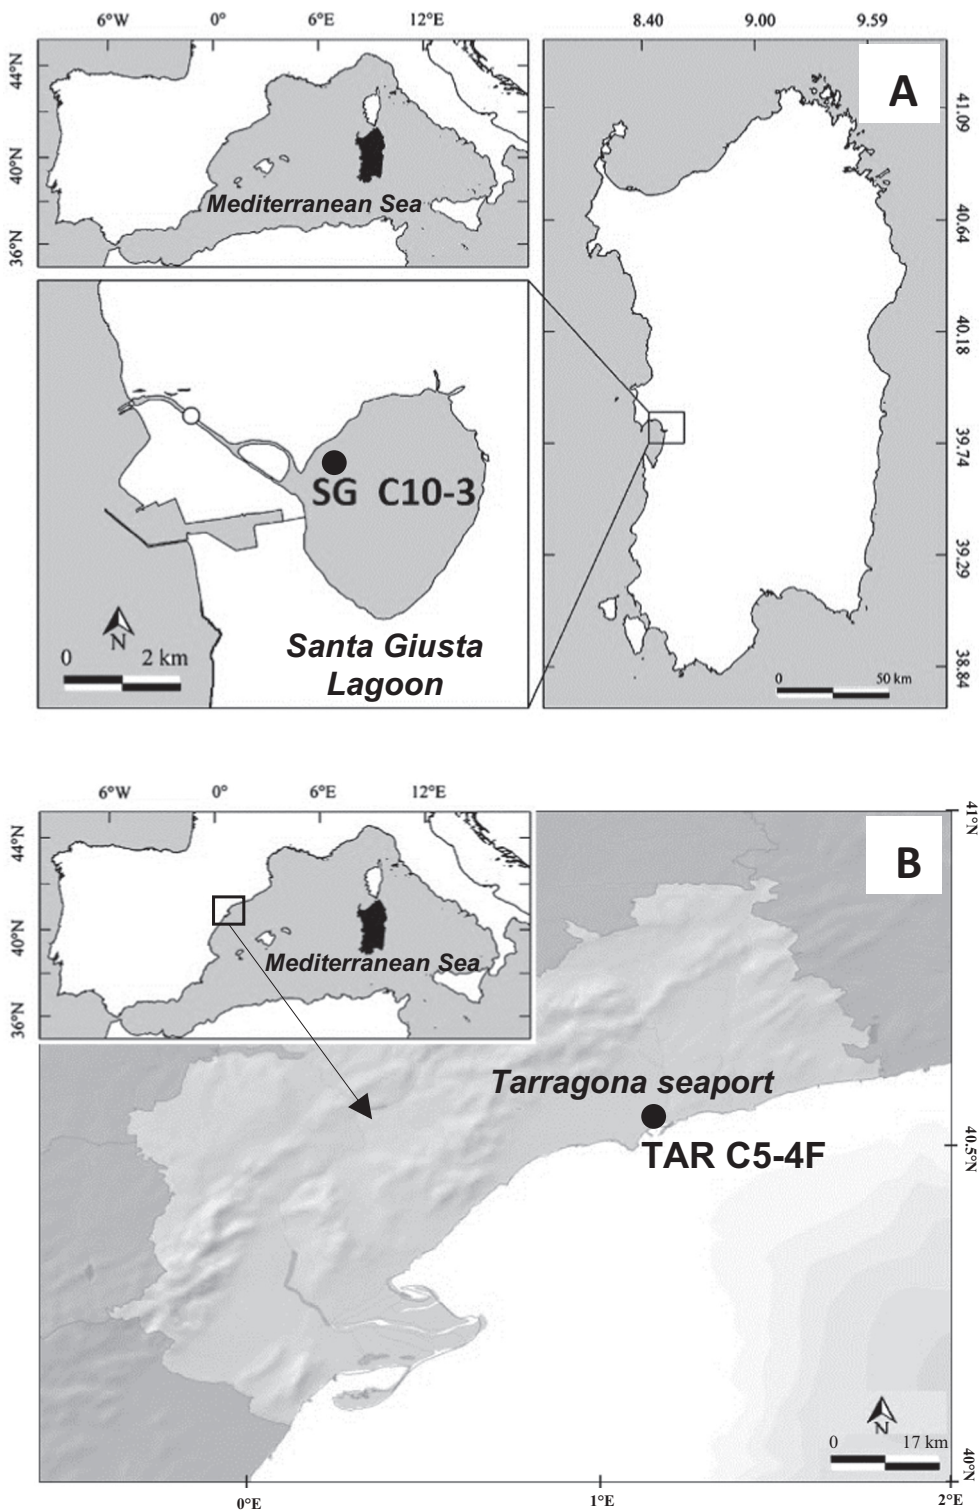 6°W 0° 6°E 12°E
44°N
40°N
36°N
Mediterranean Sea
8.40 9.00 9.59
A
41.09
40.64
40.18
39.74
39.29
38.84
0 50 km
SG C10-3
Santa Giusta
Lagoon
N
0 2 km
6°W 0° 6°E 12°E
44°N
40°N
36°N
Mediterranean Sea
B
41°N
40.5°N
40°N
Tarragona seaport
TAR C5-4F
N
0 17 km
0°E 1°E 2°E